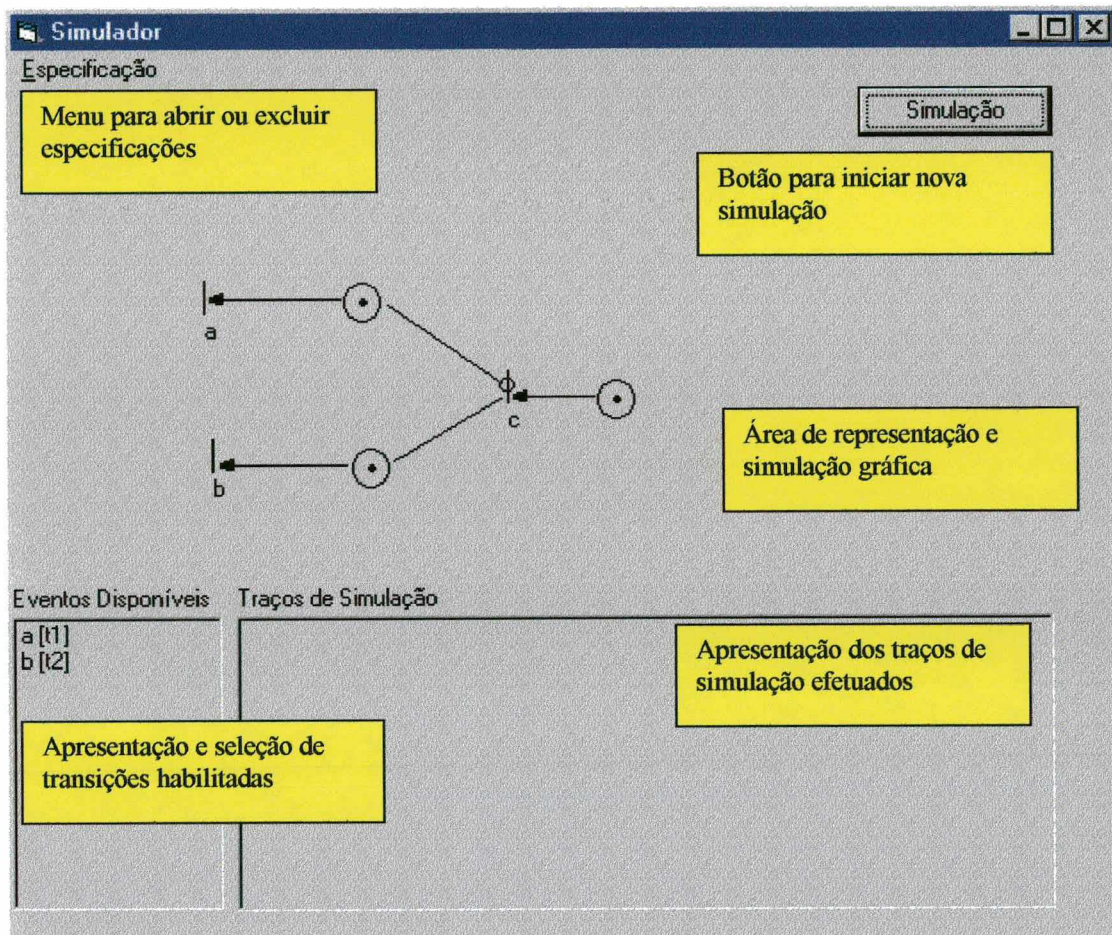 Simulador
Especificação
Menu para abrir ou excluir
especificações
Simulação
Botão para iniciar nova
simulação
a
c
b
Área de representação e
simulação gráfica
Eventos Disponíveis
Traços de Simulação
a [t1]
b [t2]
Apresentação dos traços de
simulação efetuados
Apresentação e seleção de
transições habilitadas